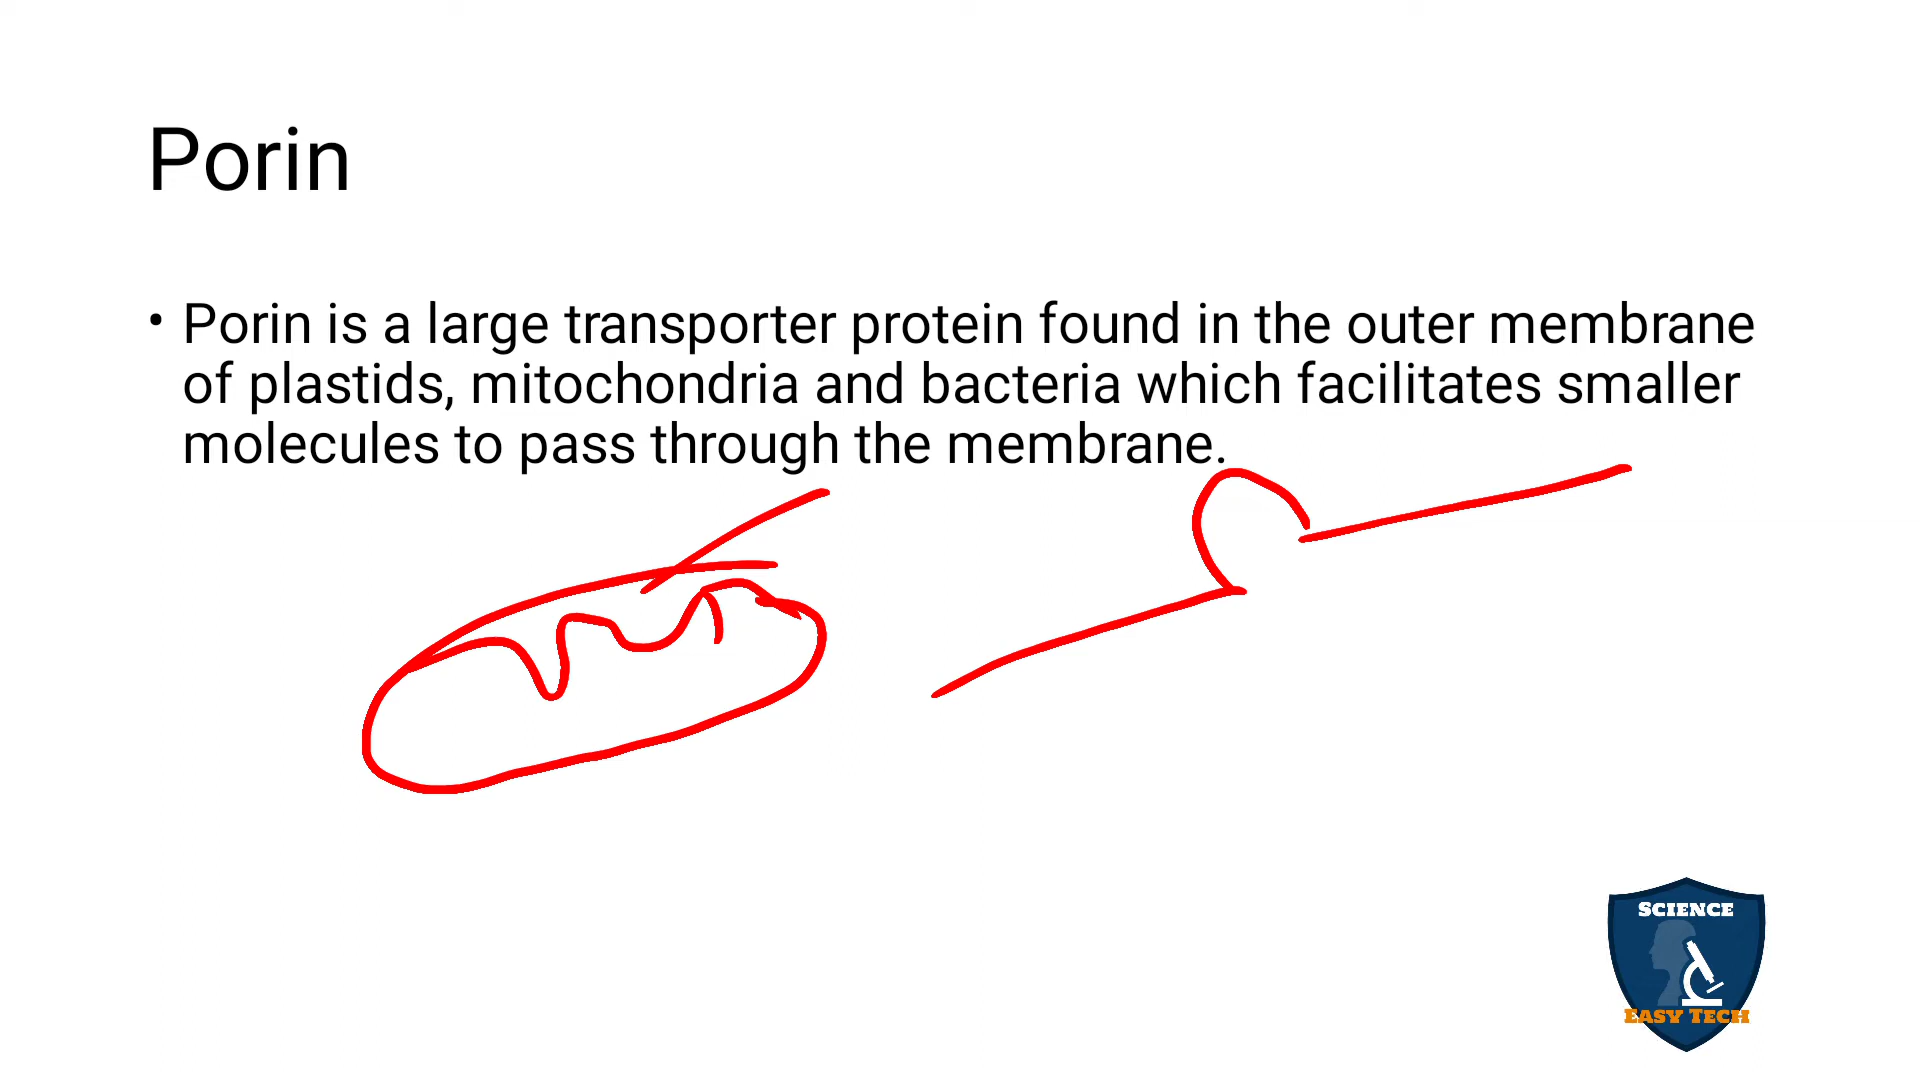 Porin
• Porin is a large transporter protein found in the outer membrane
of plastids, mitochondria and bacteria which facilitates smaller
molecules to pass through the membrane.
SCIENCE
EASY TECH